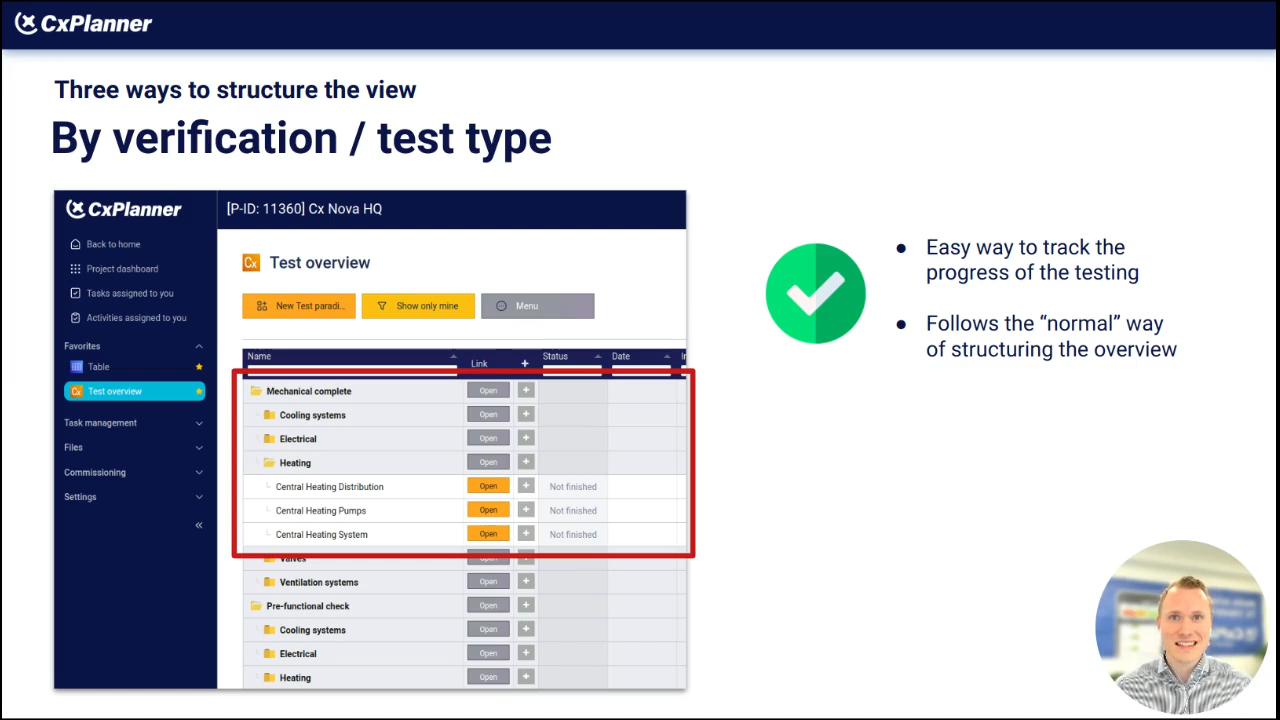 CxPlanner
Three ways to structure the view
By verification / test type
CxPlanner
[P-ID: 11360] Cx Nova HQ
Back to home
Project dashboard
Tasks assigned to you
Activities assigned to you
Favorites
Table
Test overview
Task management
Files
Commissioning
Settings
«
Cx Test overview
New Test paradi...
Show only mine
Menu
Name Link + Status Date
Mechanical complete Open +
Cooling systems Open +
Electrical Open +
Heating Open +
Central Heating Distribution Open + Not finished
Central Heating Pumps Open + Not finished
Central Heating System Open + Not finished
Valves Open +
Ventilation systems Open +
Pre-functional check Open +
Cooling systems Open +
Electrical Open +
Heating Open +
● Easy way to track the
progress of the testing
● Follows the “normal” way
of structuring the overview